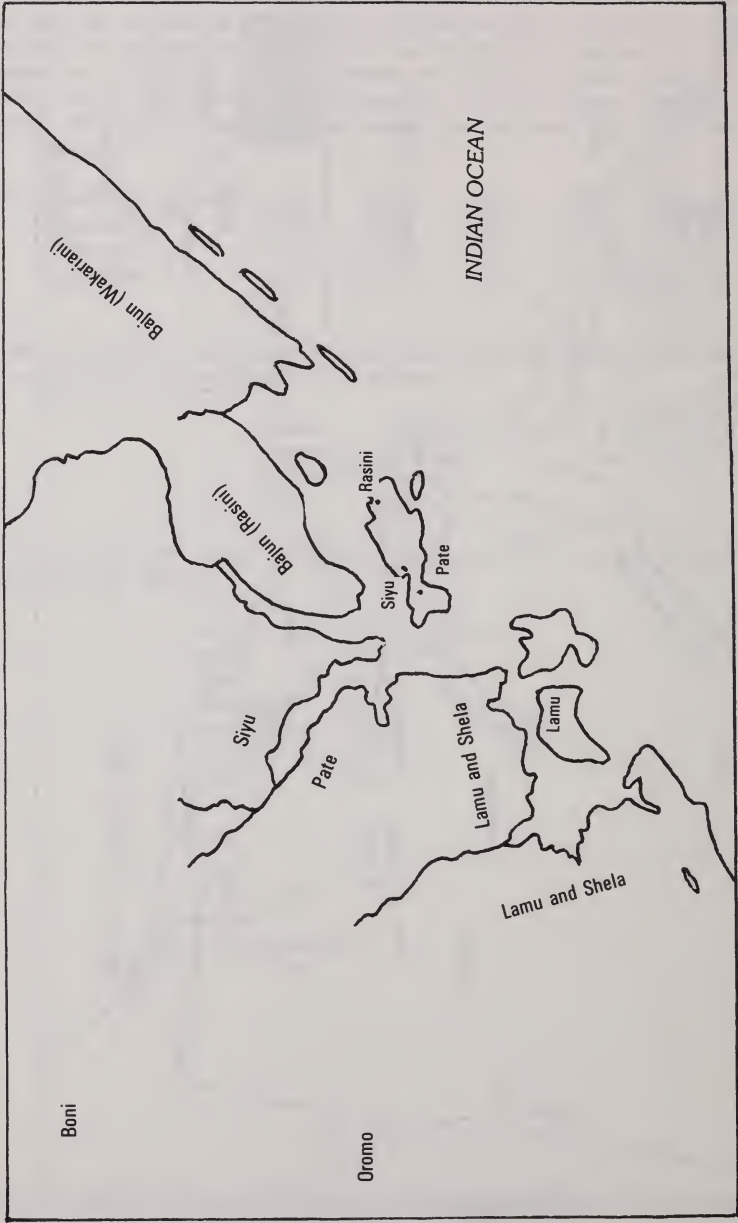 Bajun (Wakariani)
INDIAN OCEAN
Bajun (Rasini)
Rasini
Siyu
Pate
Siyu
Pate
Lamu and Shela
Lamu
Lamu and Shela
Boni
Oromo